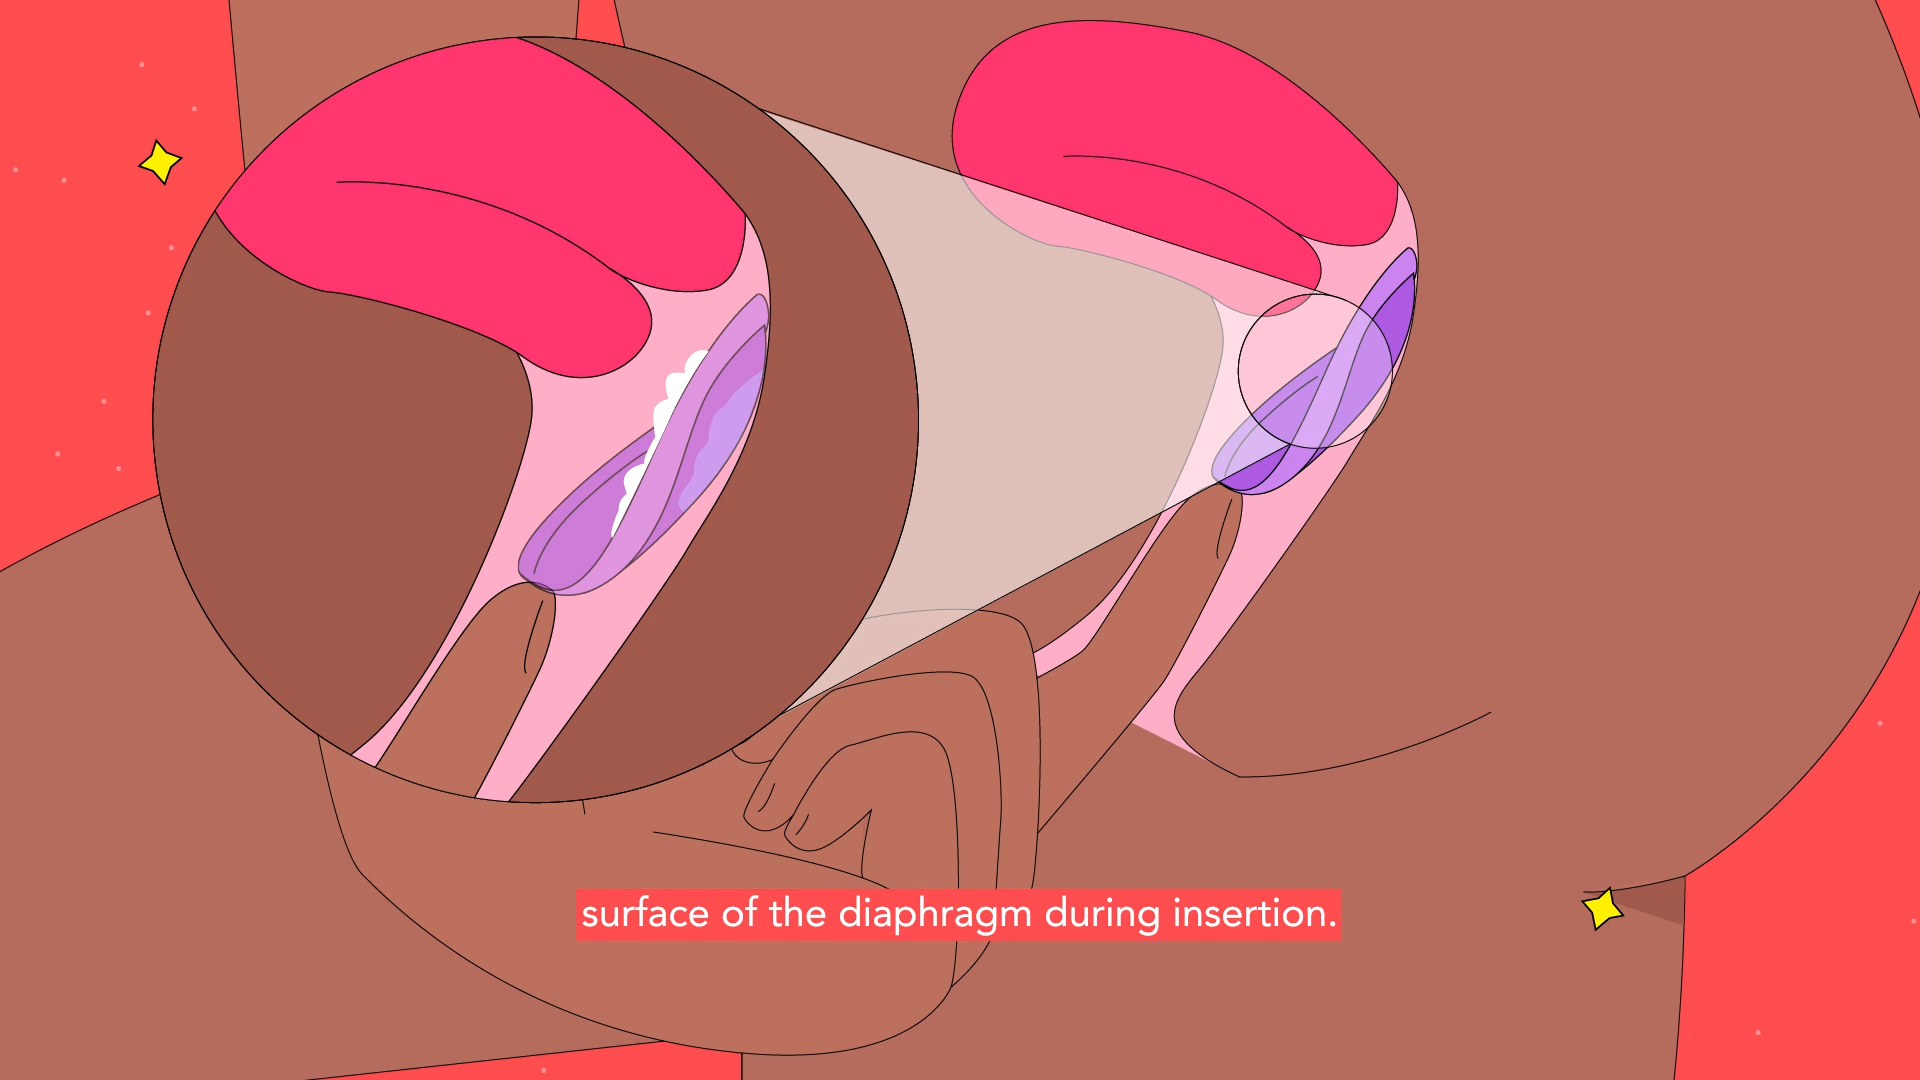 surface of the diaphragm during insertion.